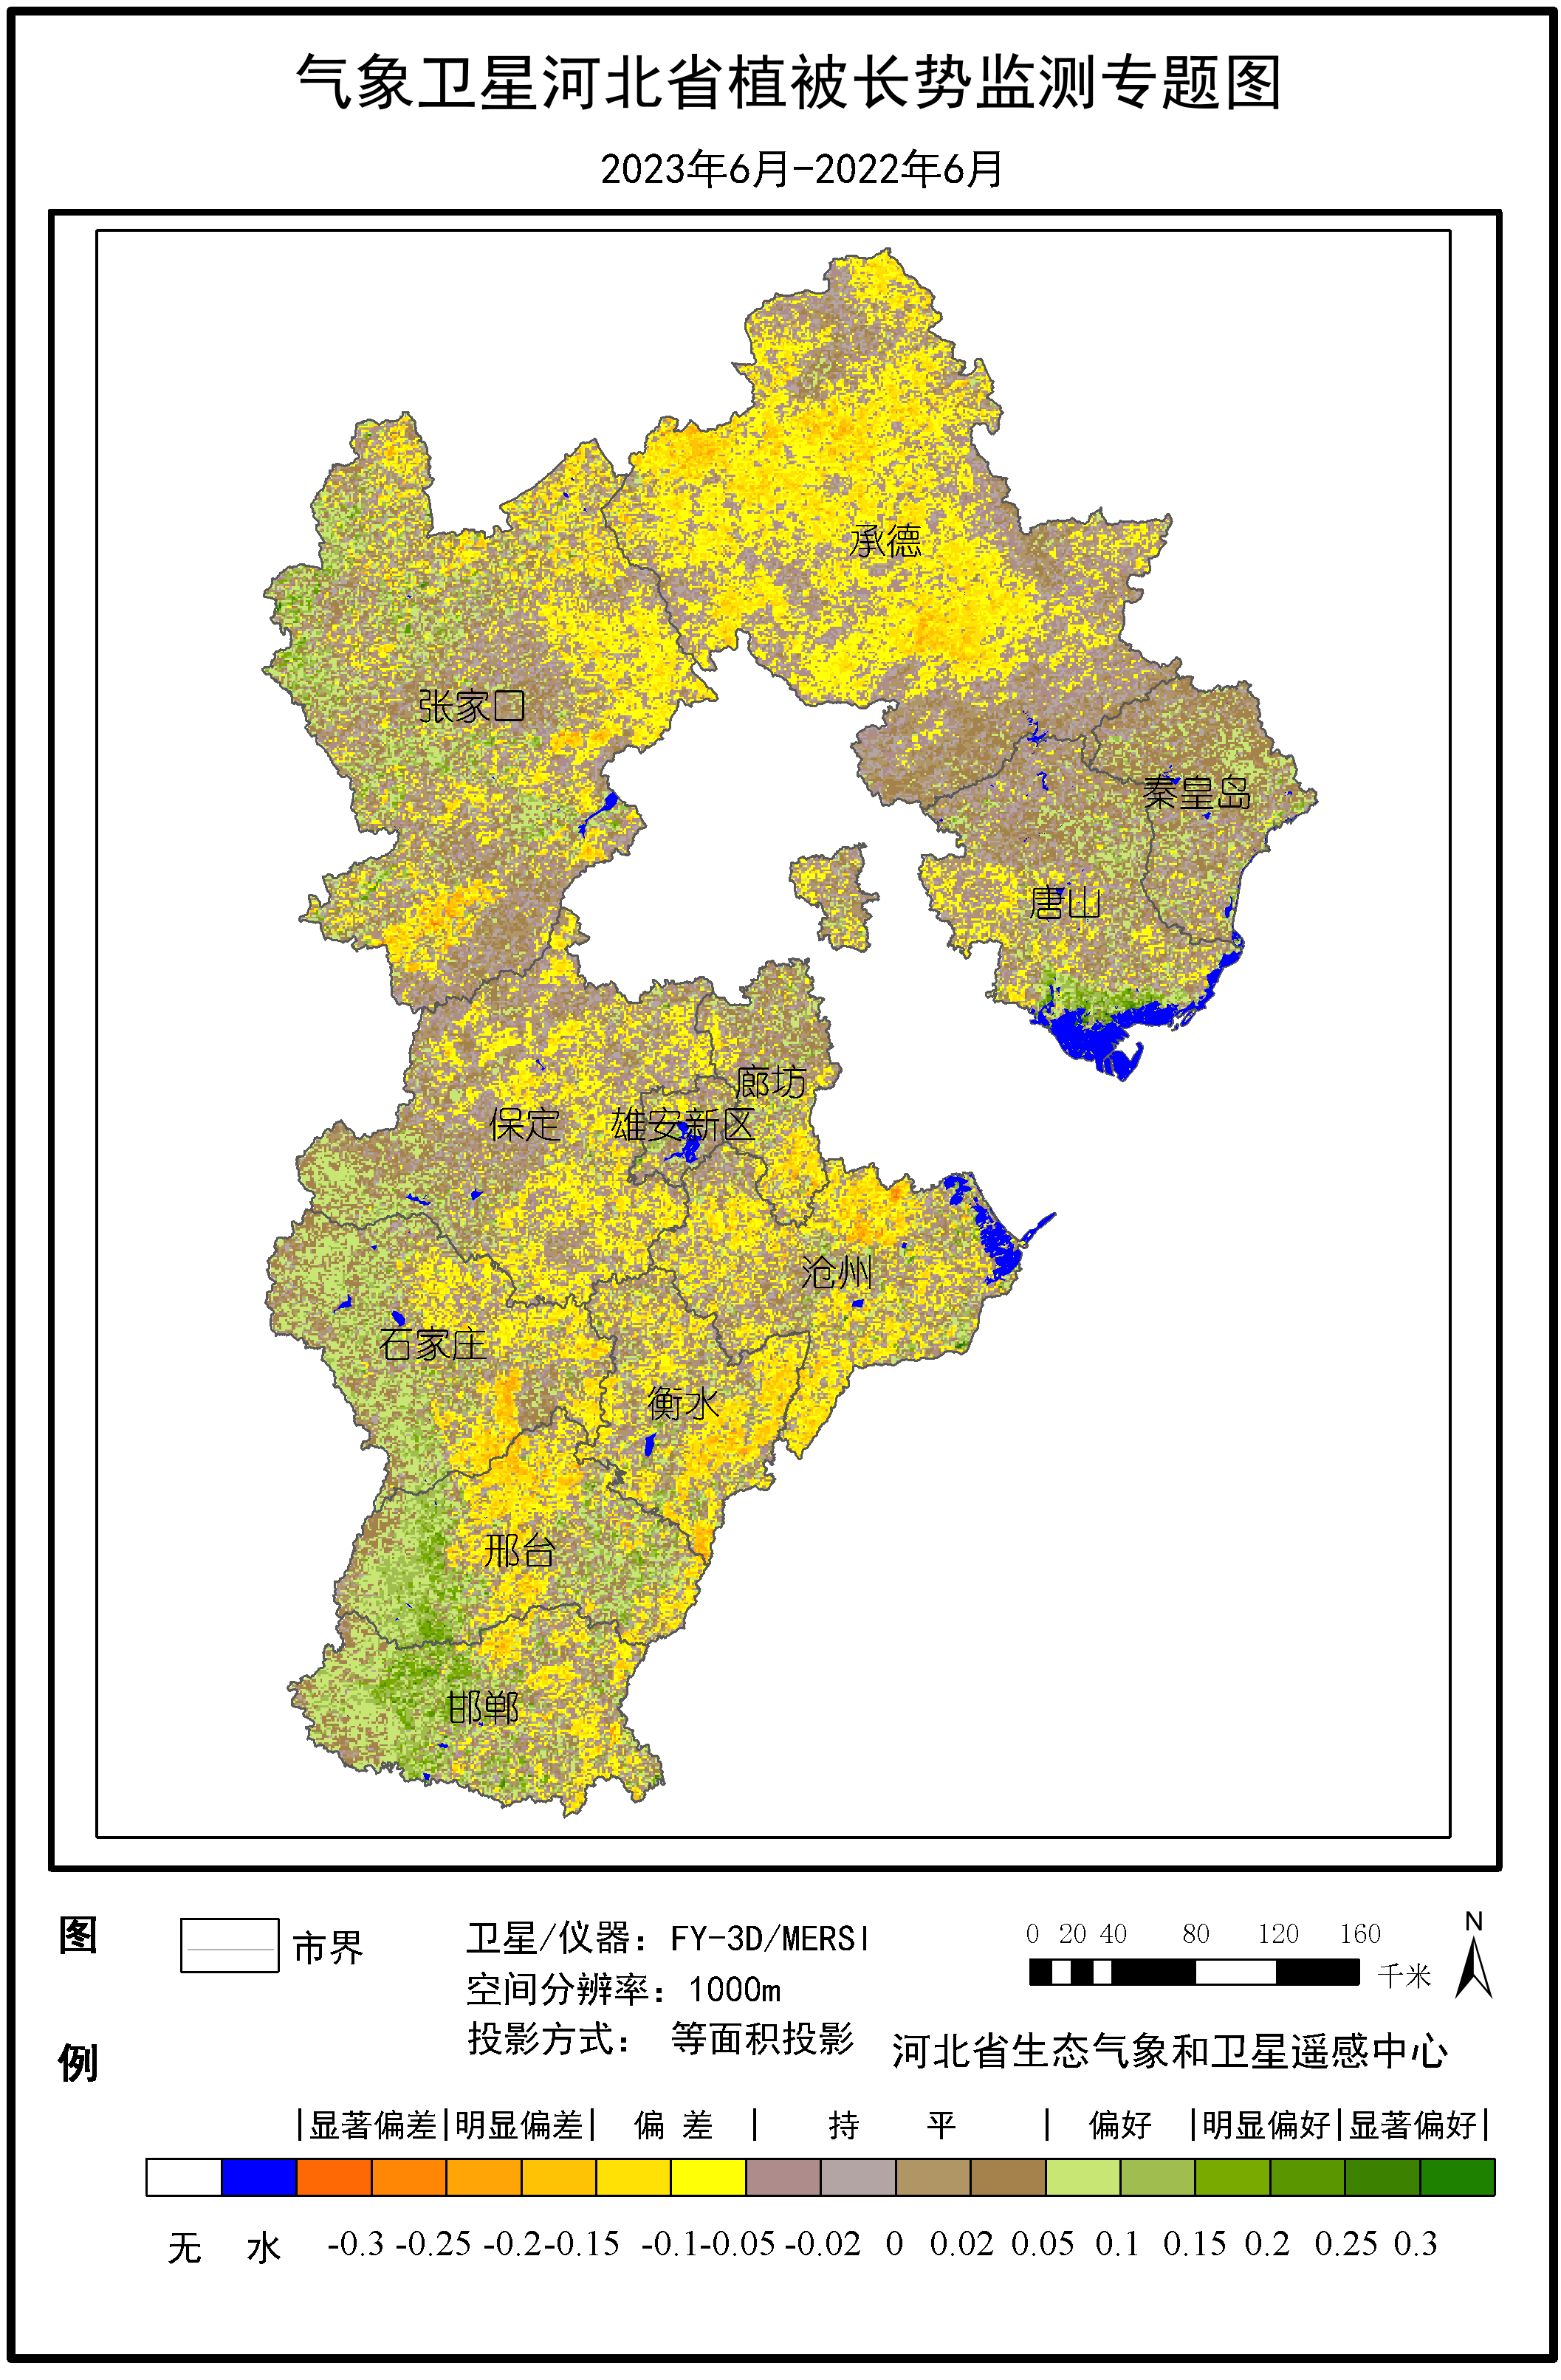 气象卫星河北省植被长势监测专题图
2023年6月-2022年6月
承德
张家口
秦皇岛
唐山
廊坊
保定
雄安新区
沧州
石家庄
衡水
邢台
邯郸
图例
市界
卫星/仪器：FY-3D/MERSI
空间分辨率：1000m
投影方式： 等面积投影
0 20 40 80 120 160
千米
N
河北省生态气象和卫星遥感中心
|显著偏差|明显偏差| 偏 差 | 持 平 | 偏好 |明显偏好|显著偏好|
无 水 -0.3 -0.25 -0.2 -0.15 -0.1 -0.05 -0.02 0 0.02 0.05 0.1 0.15 0.2 0.25 0.3